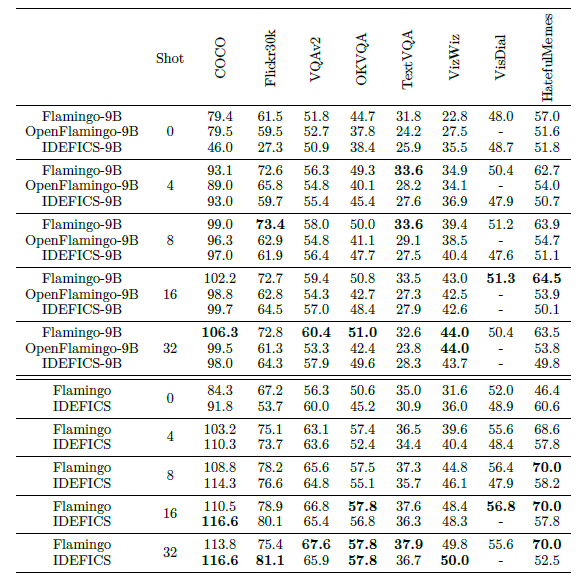 Shot COCO Flickr30k VQAv2 OKVQA TextVQA VizWiz VisDial HatefulMemes
Flamingo-9B 79.4 61.5 51.8 44.7 31.8 22.8 48.0 57.0
OpenFlamingo-9B 0 79.5 59.5 52.7 37.8 24.2 27.5 - 51.6
IDEFICS-9B 46.0 27.3 50.9 38.4 25.9 35.5 48.7 51.8
Flamingo-9B 93.1 72.6 56.3 49.3 33.6 34.9 50.4 62.7
OpenFlamingo-9B 4 89.0 65.8 54.8 40.1 28.2 34.1 - 54.0
IDEFICS-9B 93.0 59.7 55.4 45.4 27.6 36.9 47.9 50.7
Flamingo-9B 99.0 73.4 58.0 50.0 33.6 39.4 51.2 63.9
OpenFlamingo-9B 8 96.3 62.9 54.8 41.1 29.1 38.5 - 54.7
IDEFICS-9B 97.0 61.9 56.4 47.7 27.5 40.4 47.6 51.1
Flamingo-9B 102.2 72.7 59.4 50.8 33.5 43.0 51.3 64.5
OpenFlamingo-9B 16 98.8 62.8 54.3 42.7 27.3 42.5 - 53.9
IDEFICS-9B 99.7 64.5 57.0 48.4 27.9 42.6 - 50.1
Flamingo-9B 106.3 72.8 60.4 51.0 32.6 44.0 50.4 63.5
OpenFlamingo-9B 32 99.5 61.3 53.3 42.4 23.8 44.0 - 53.8
IDEFICS-9B 98.0 64.3 57.9 49.6 28.3 43.7 - 49.8
Flamingo 0 84.3 67.2 56.3 50.6 35.0 31.6 52.0 46.4
IDEFICS 91.8 53.7 60.0 45.2 30.9 36.0 48.9 60.6
Flamingo 4 103.2 75.1 63.1 57.4 36.5 39.6 55.6 68.6
IDEFICS 110.3 73.7 63.6 52.4 34.4 40.4 48.4 57.8
Flamingo 8 108.8 78.2 65.6 57.5 37.3 44.8 56.4 70.0
IDEFICS 114.3 76.6 64.8 55.1 35.7 46.1 47.9 58.2
Flamingo 16 110.5 78.9 66.8 57.8 37.6 48.4 56.8 70.0
IDEFICS 116.6 80.1 65.4 56.8 36.3 48.3 - 57.8
Flamingo 32 113.8 75.4 67.6 57.8 37.9 49.8 55.6 70.0
IDEFICS 116.6 81.1 65.9 57.8 36.7 50.0 - 52.5